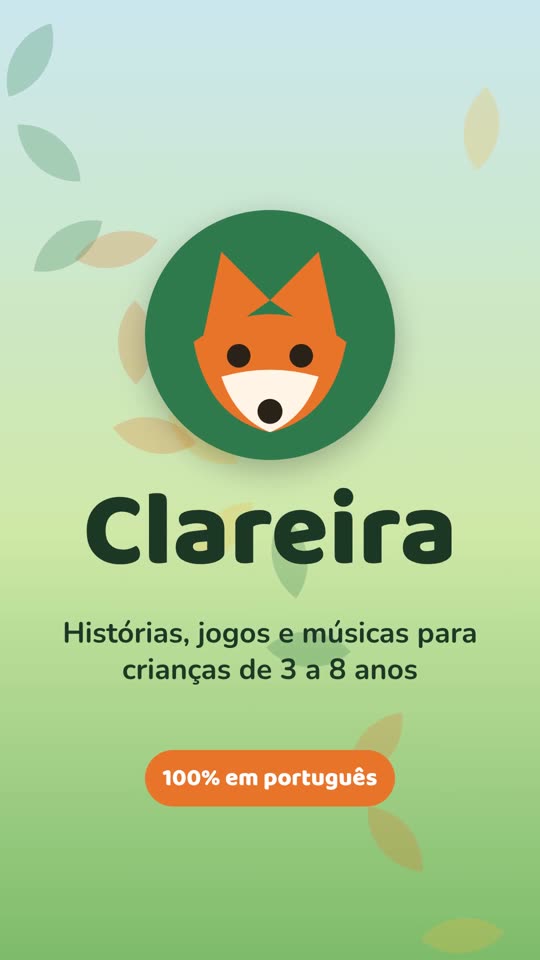 Clareira
Histórias, jogos e músicas para
crianças de 3 a 8 anos
100% em português